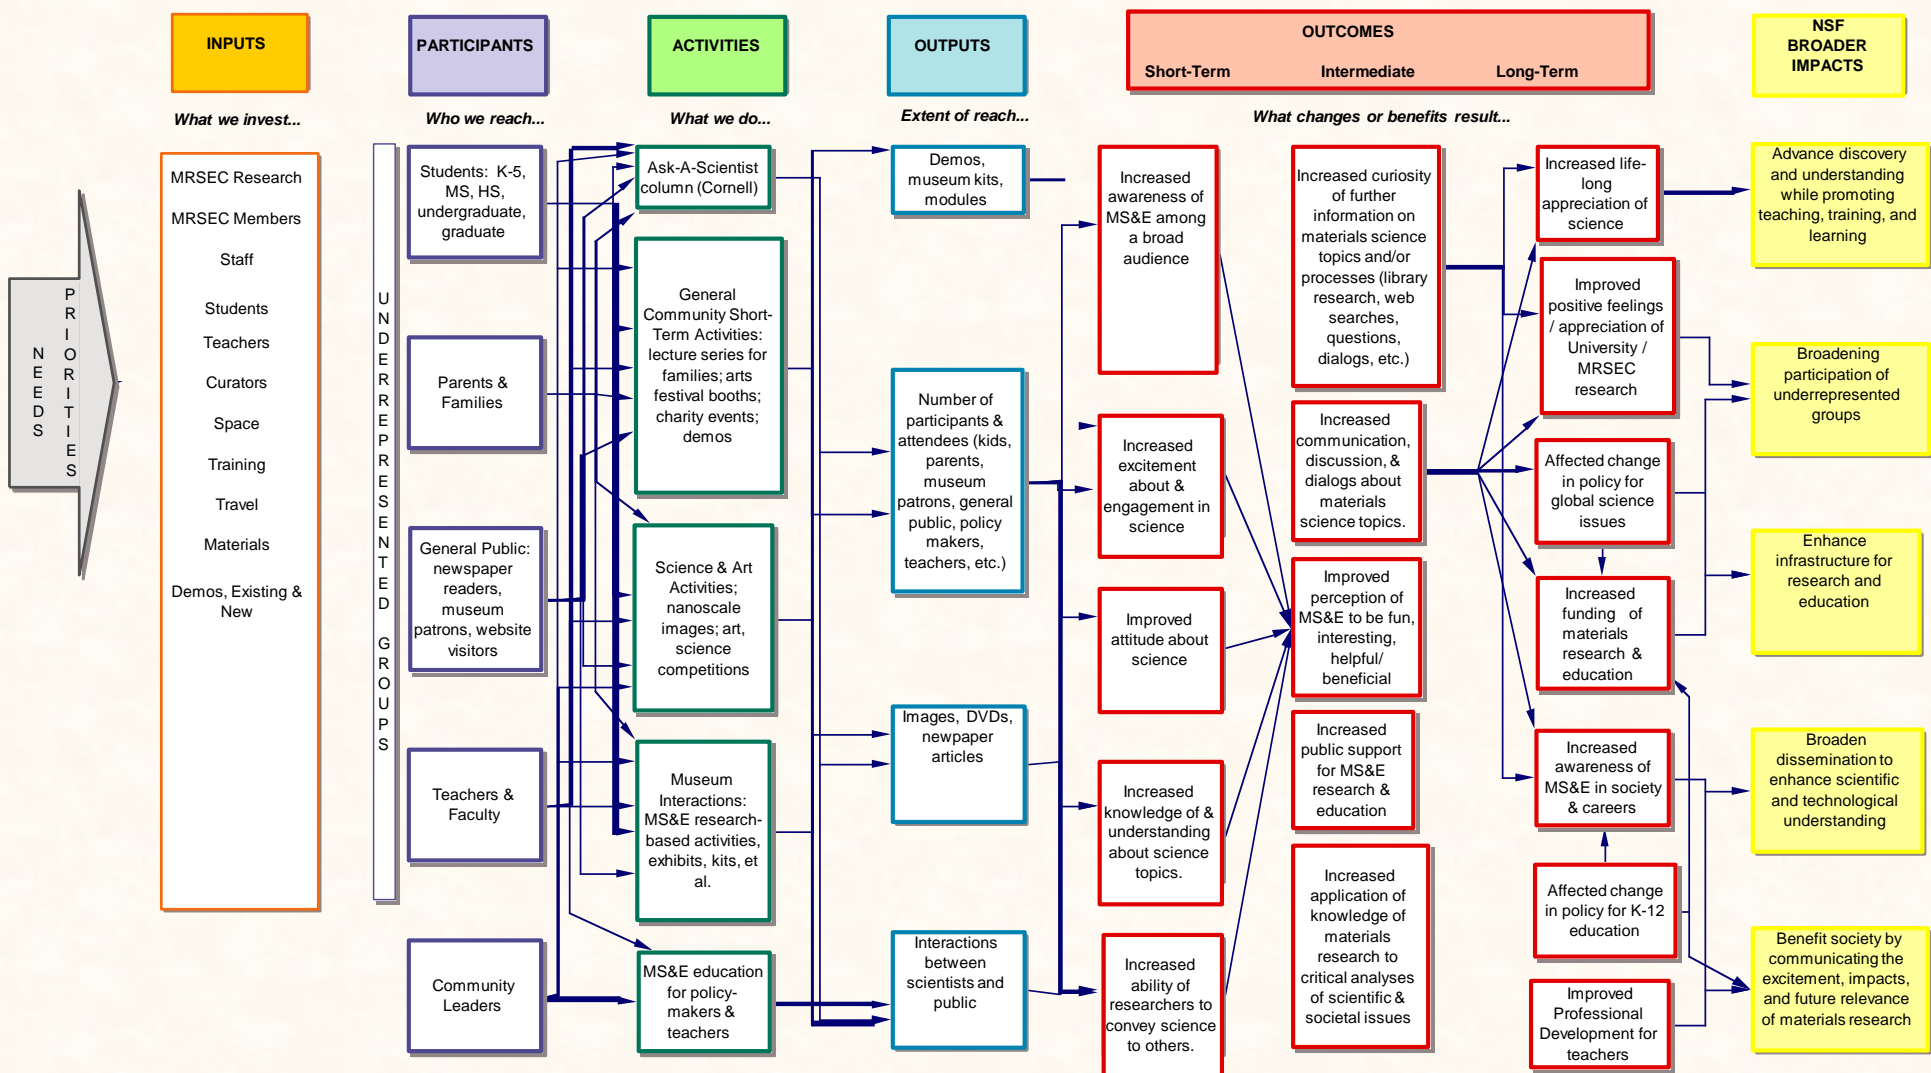 INPUTS
PARTICIPANTS
ACTIVITIES
OUTPUTS
OUTCOMES
Short-Term Intermediate Long-Term
NSF
BROADER
IMPACTS
What we invest...
Who we reach...
What we do...
Extent of reach...
What changes or benefits result...
NEEDS
PRIORITIES
MRSEC Research
MRSEC Members
Staff
Students
Teachers
Curators
Space
Training
Travel
Materials
Demos, Existing &
New
UNDERREPRESENTED GROUPS
Students: K-5,
MS, HS,
undergraduate,
graduate
Parents &
Families
General Public:
newspaper
readers,
museum
patrons, website
visitors
Teachers &
Faculty
Community
Leaders
Ask-A-Scientist
column (Cornell)
General
Community Short-
Term Activities:
lecture series for
families; arts
festival booths;
charity events;
demos
Science & Art
Activities;
nanoscale
images; art,
science
competitions
Museum
Interactions:
MS&E research-
based activities,
exhibits, kits, et
al.
MS&E education
for policy-
makers &
teachers
Demos,
museum kits,
modules
Number of
participants &
attendees (kids,
parents,
museum
patrons, general
public, policy
makers,
teachers, etc.)
Images, DVDs,
newpaper
articles
Interactions
between
scientists and
public
Increased
awareness of
MS&E among
a broad
audience
Increased
excitement
about &
engagement in
science
Improved
attitude about
science
Increased
knowledge of &
understanding
about science
topics.
Increased
ability of
researchers to
convey science
to others.
Increased curiosity
of further
information on
materials science
topics and/or
processes (library
research, web
searches,
questions,
dialogs, etc.)
Increased
communication,
discussion, &
dialogs about
materials
science topics.
Improved
perception of
MS&E to be fun,
interesting,
helpful/
beneficial
Increased
public support
for MS&E
research &
education
Increased
application of
knowledge of
materials
research to
critical analyses
of scientific &
societal issues
Increased life-
long
appreciation of
science
Improved
positive feelings
/ appreciation of
University /
MRSEC
research
Affected change
in policy for
global science
issues
Increased
funding of
materials
research &
education
Increased
awareness of
MS&E in society
& careers
Affected change
in policy for K-12
education
Improved
Professional
Development for
teachers
Advance discovery
and understanding
while promoting
teaching, training, and
learning
Broadening
participation of
underrepresented
groups
Enhance
infrastructure for
research and
education
Broaden
dissemination to
enhance scientific
and technological
understanding
Benefit society by
communicating the
excitement, impacts,
and future relevance
of materials research